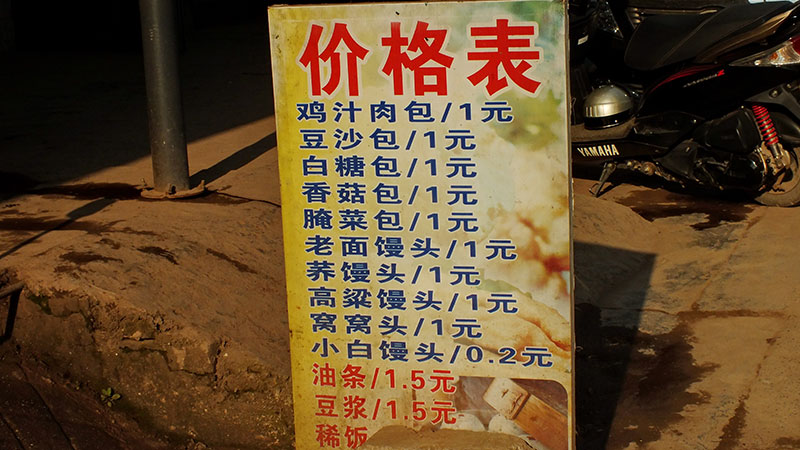 价格表
鸡汁肉包/1元
豆沙包/1元
白糖包/1元
香菇包/1元
腌菜包/1元
老面馒头/1元
荞馒头/1元
高粱馒头/1元
窝窝头/1元
小白馒头/0.2元
油条/1.5元
豆浆/1.5元
稀饭
YAMAHA